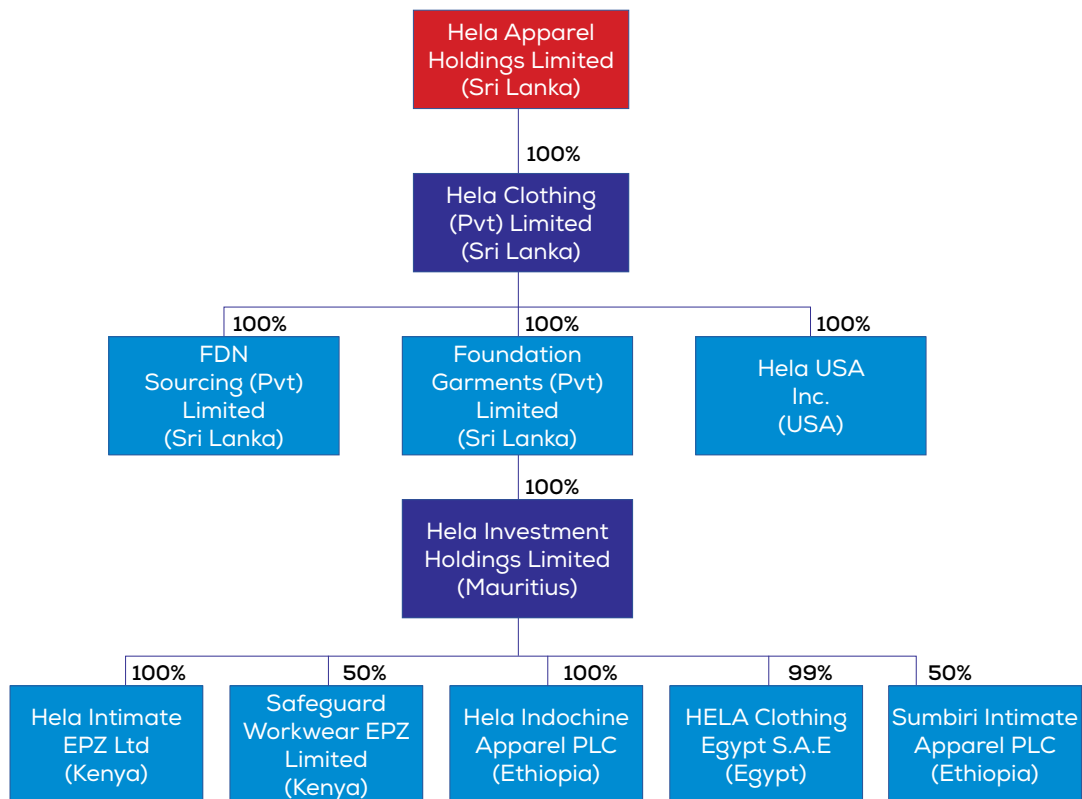 Hela Apparel
Holdings Limited
(Sri Lanka)
100%
Hela Clothing
(Pvt) Limited
(Sri Lanka)
100%
FDN
Sourcing (Pvt)
Limited
(Sri Lanka)
100%
Foundation
Garments (Pvt)
Limited
(Sri Lanka)
100%
Hela USA
Inc.
(USA)
100%
Hela Investment
Holdings Limited
(Mauritius)
100%
Hela Intimate
EPZ Ltd
(Kenya)
50%
Safeguard
Workwear EPZ
Limited
(Kenya)
100%
Hela Indochine
Apparel PLC
(Ethiopia)
99%
HELA Clothing
Egypt S.A.E
(Egypt)
50%
Sumbiri Intimate
Apparel PLC
(Ethiopia)